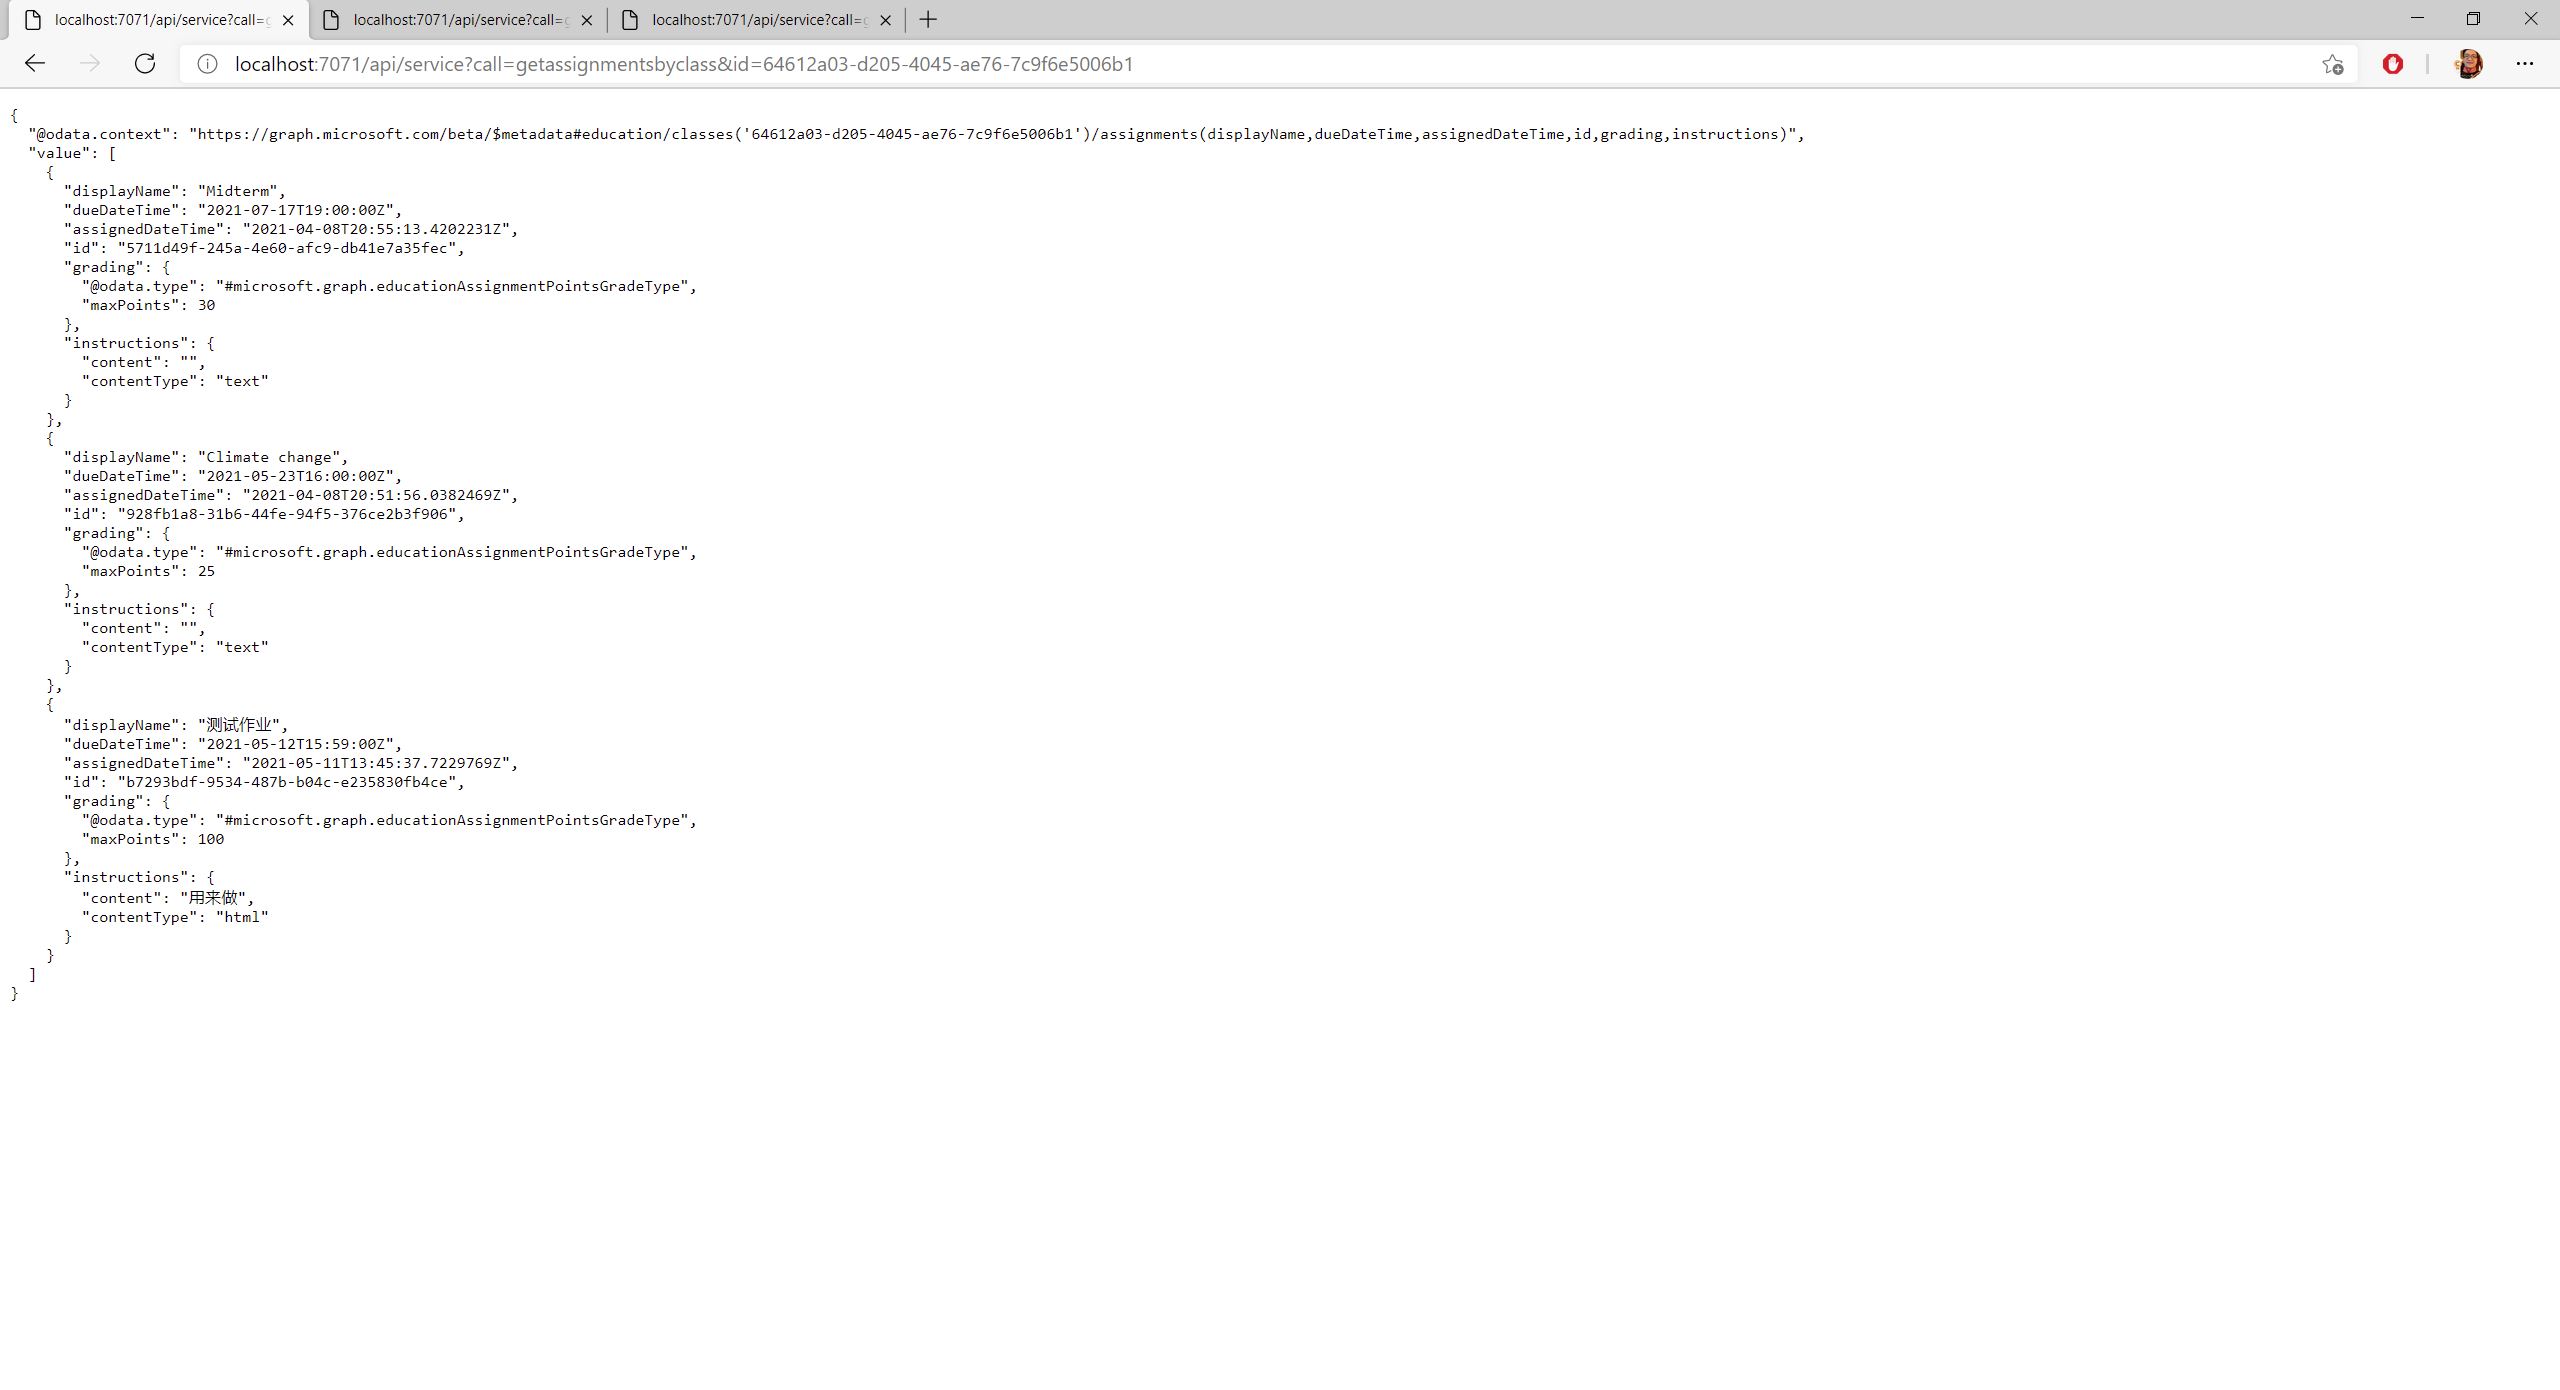 localhost:7071/api/service?call=g
localhost:7071/api/service?call=g
localhost:7071/api/service?call=g
localhost:7071/api/service?call=getassignmentsbyclass&id=64612a03-d205-4045-ae76-7c9f6e5006b1
{
  "@odata.context": "https://graph.microsoft.com/beta/$metadata#education/classes('64612a03-d205-4045-ae76-7c9f6e5006b1')/assignments(displayName,dueDateTime,assignedDateTime,id,grading,instructions)",
  "value": [
    {
      "displayName": "Midterm",
      "dueDateTime": "2021-07-17T19:00:00Z",
      "assignedDateTime": "2021-04-08T20:55:13.4202231Z",
      "id": "5711d49f-245a-4e60-afc9-db41e7a35fec",
      "grading": {
        "@odata.type": "#microsoft.graph.educationAssignmentPointsGradeType",
        "maxPoints": 30
      },
      "instructions": {
        "content": "",
        "contentType": "text"
      }
    },
    {
      "displayName": "Climate change",
      "dueDateTime": "2021-05-23T16:00:00Z",
      "assignedDateTime": "2021-04-08T20:51:56.0382469Z",
      "id": "928fb1a8-31b6-44fe-94f5-376ce2b3f906",
      "grading": {
        "@odata.type": "#microsoft.graph.educationAssignmentPointsGradeType",
        "maxPoints": 25
      },
      "instructions": {
        "content": "",
        "contentType": "text"
      }
    },
    {
      "displayName": "测试作业",
      "dueDateTime": "2021-05-12T15:59:00Z",
      "assignedDateTime": "2021-05-11T13:45:37.7229769Z",
      "id": "b7293bdf-9534-487b-b04c-e235830fb4ce",
      "grading": {
        "@odata.type": "#microsoft.graph.educationAssignmentPointsGradeType",
        "maxPoints": 100
      },
      "instructions": {
        "content": "用来做",
        "contentType": "html"
      }
    }
  ]
}